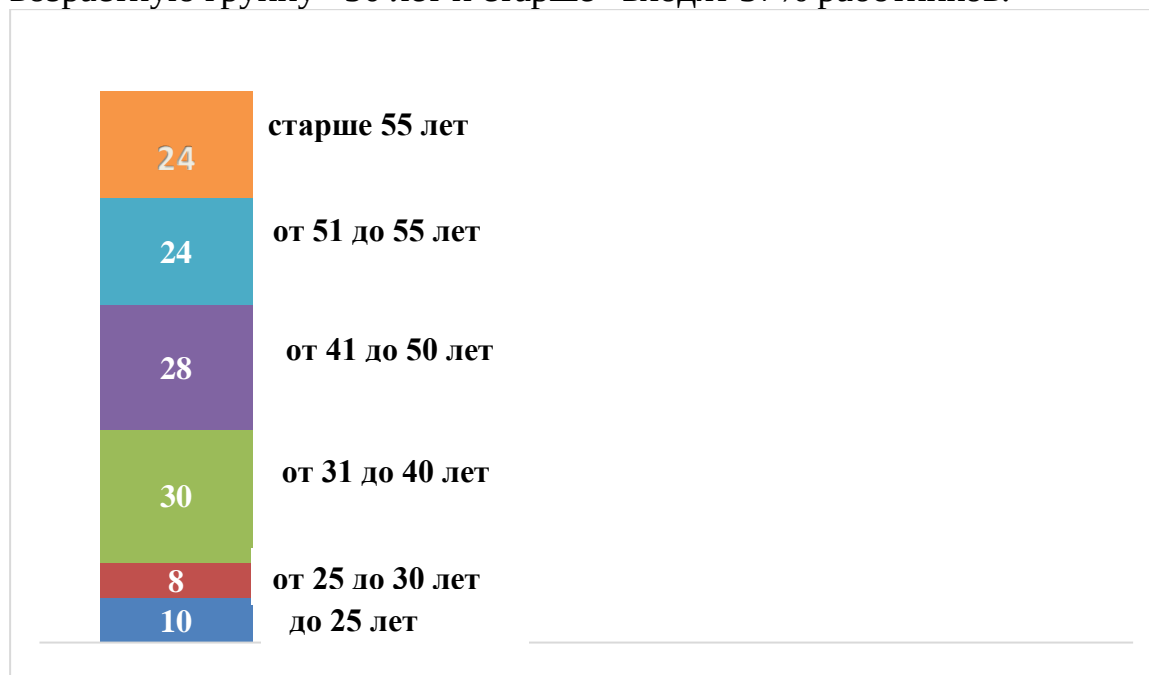 старше 55 лет
24
от 51 до 55 лет
24
от 41 до 50 лет
28
от 31 до 40 лет
30
от 25 до 30 лет
8
до 25 лет
10